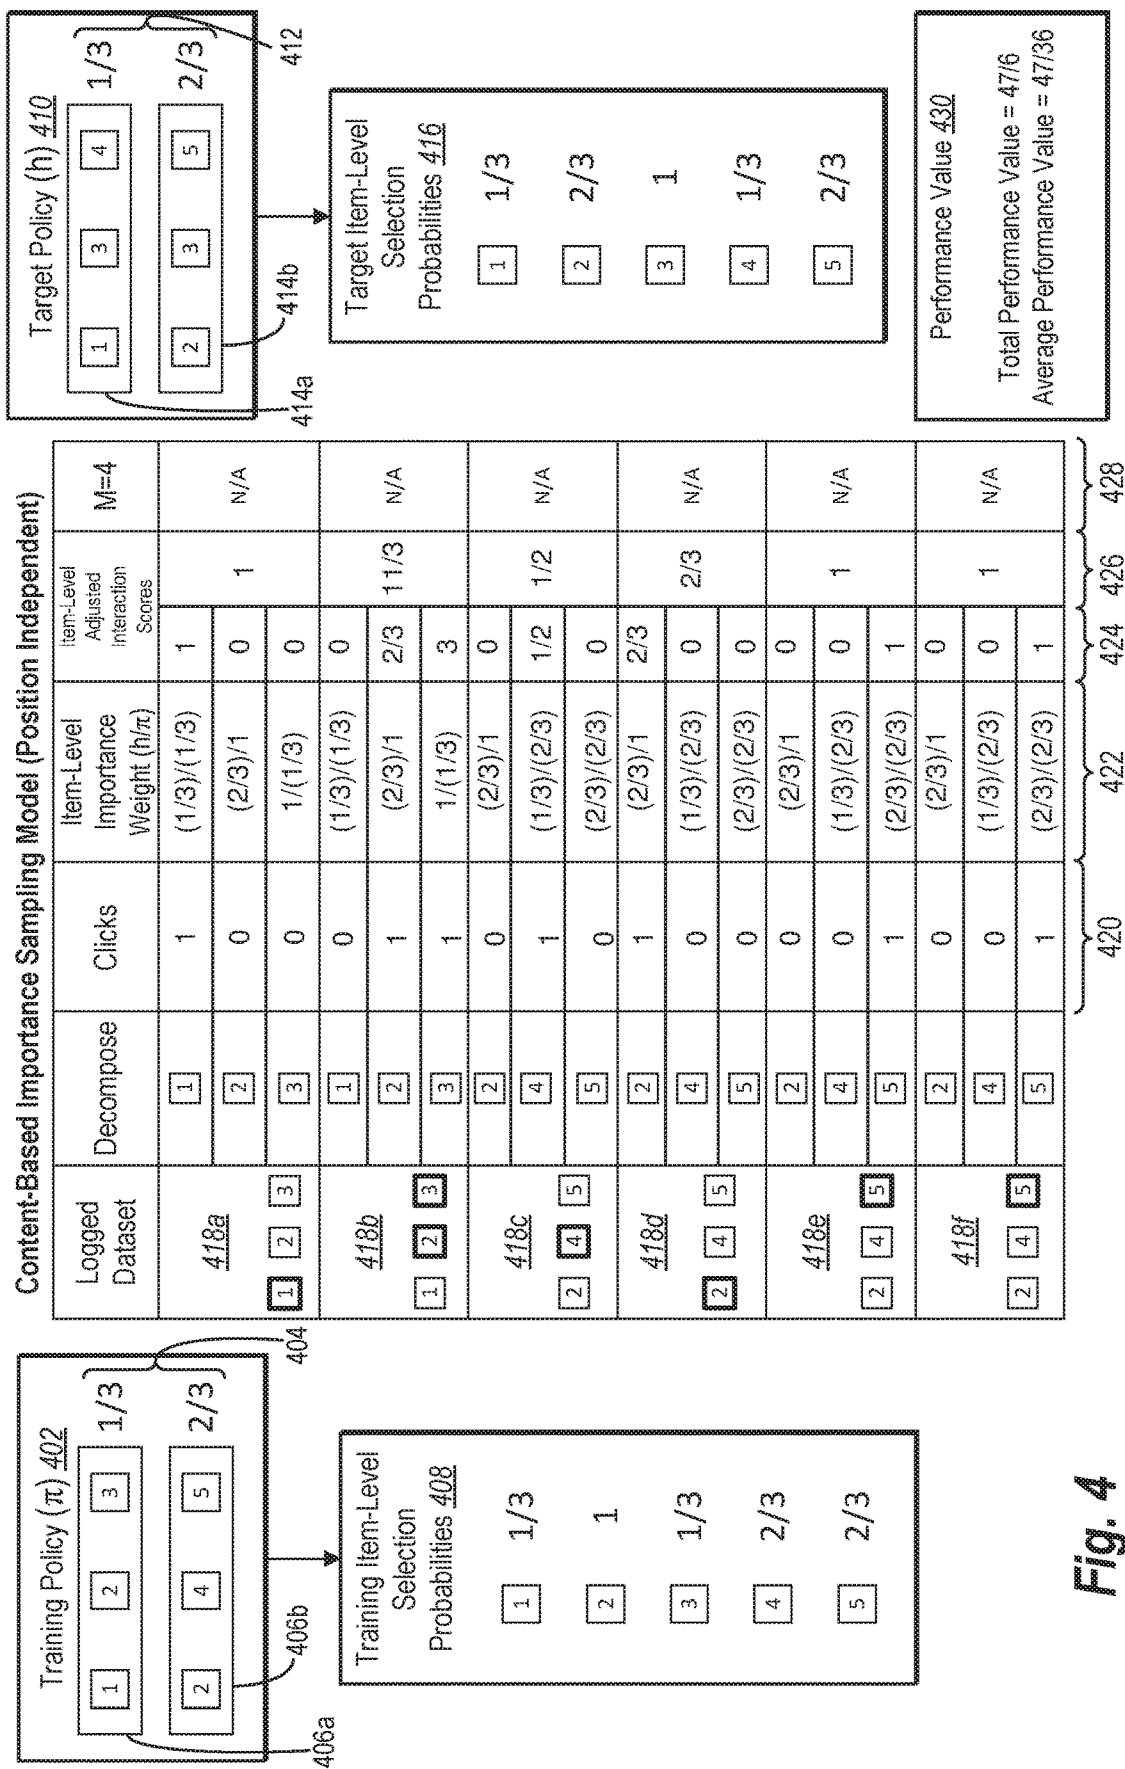 Content-Based Importance Sampling Model (Position Independent)
Training Policy (π) 402
1 2 3 1/3
2 4 5 2/3
406a
406b
404
Training Item-Level
Selection
Probabilities 408
1 1/3
2 1
3 1/3
4 2/3
5 2/3
Logged Dataset Decompose Clicks Item-Level Importance Weight (h/π) Item-Level Adjusted Interaction Scores M=4
418a
1 2 3
1 1 (1/3)/(1/3) 1 1 N/A
2 0 (2/3)/1 0
3 0 1/(1/3) 0
418b
1 2 3
1 0 (1/3)/(1/3) 0 11/3 N/A
2 1 (2/3)/1 2/3
3 1 1/(1/3) 3
418c
2 4 5
2 0 (2/3)/1 0 1/2 N/A
4 1 (1/3)/(2/3) 1/2
5 0 (2/3)/(2/3) 0
418d
2 4 5
2 1 (2/3)/1 2/3 2/3
4 0 (1/3)/(2/3) 0
5 0 (2/3)/(2/3) 0
418e
2 4 5
2 0 (2/3)/1 0 1 N/A
4 0 (1/3)/(2/3) 0
5 1 (2/3)/(2/3) 1
418f
2 4 5
2 0 (2/3)/1 0 1 N/A
4 0 (1/3)/(2/3) 0
5 1 (2/3)/(2/3) 1
420 422 424 426 428
Target Policy (h) 410
1 3 4 1/3
2 3 5 2/3
414a
414b
412
Target Item-Level
Selection
Probabilities 416
1 1/3
2 2/3
3 1
4 1/3
5 2/3
Performance Value 430
Total Performance Value = 47/6
Average Performance Value = 47/36
Fig. 4